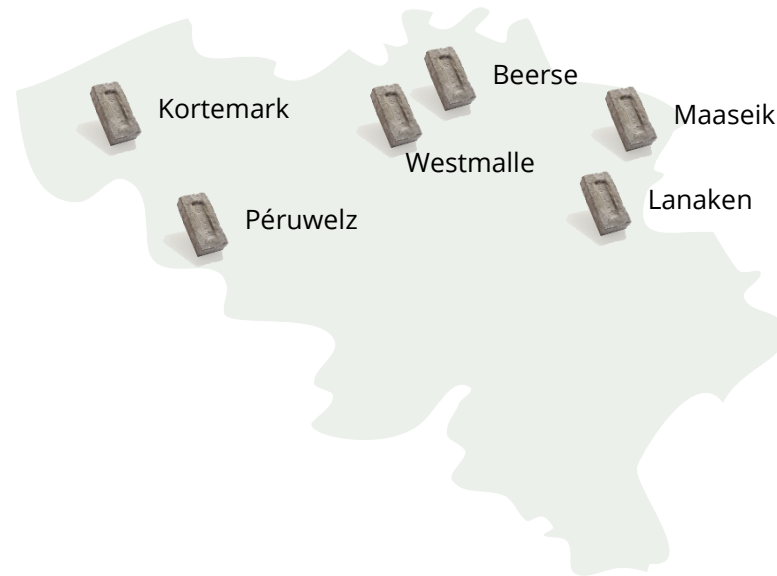 Beerse
Kortemark
Maaseik
Westmalle
Lanaken
Péruwelz